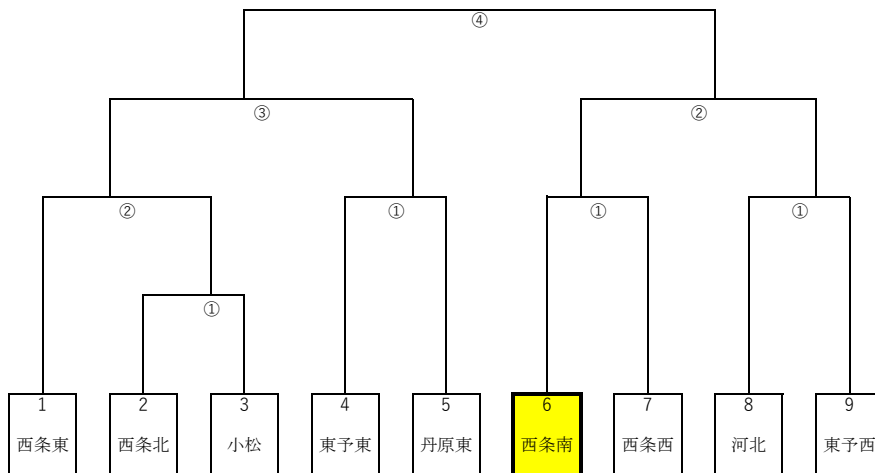 ④
③ ②
② ① ① ①
①
1 2 3 4 5 6 7 8 9
西条東 西条北 小松 東予東 丹原東 西条南 西条西 河北 東予西